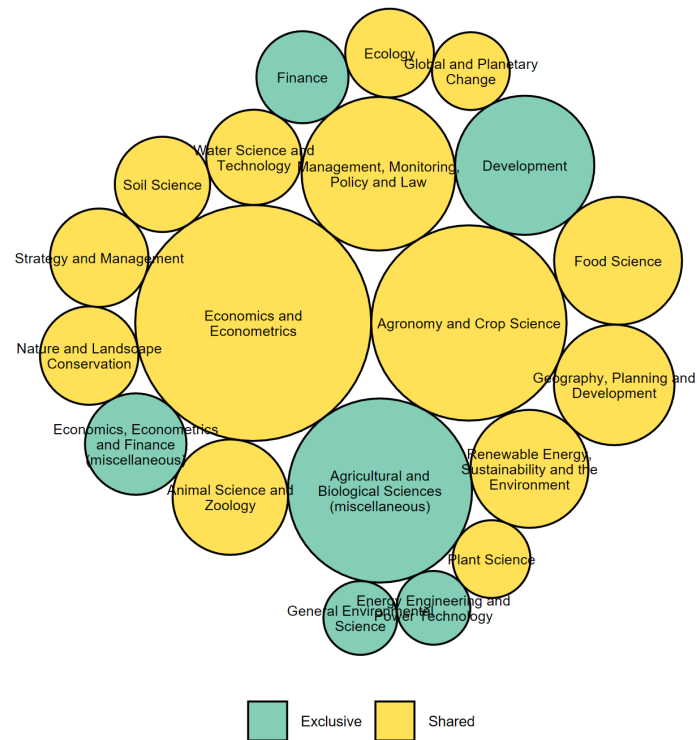 Ecology
Global and Planetary
Change
Finance
Water Science and
Technology
Management, Monitoring,
Policy and Law
Development
Soil Science
Strategy and Management
Food Science
Economics and
Econometrics
Agronomy and Crop Science
Nature and Landscape
Conservation
Geography, Planning and
Development
Economics, Econometrics
and Finance
(miscellaneous)
Renewable Energy,
Sustainability and the
Environment
Animal Science and
Zoology
Agricultural and
Biological Sciences
(miscellaneous)
Plant Science
General Environmental
Science
Energy Engineering and
Power Technology
Exclusive
Shared